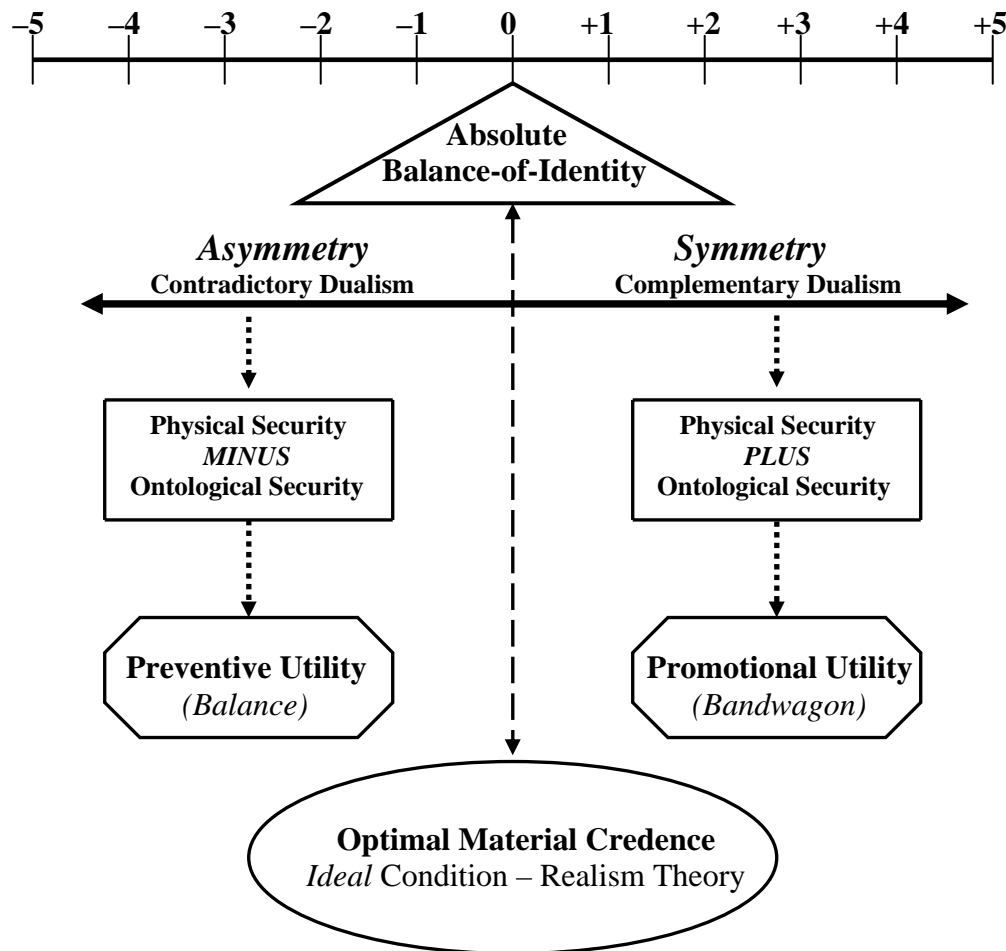 –5 –4 –3 –2 –1 0 +1 +2 +3 +4 +5
Absolute
Balance-of-Identity
Asymmetry
Contradictory Dualism
Symmetry
Complementary Dualism
Physical Security
MINUS
Ontological Security
Physical Security
PLUS
Ontological Security
Preventive Utility
(Balance)
Promotional Utility
(Bandwagon)
Optimal Material Credence
Ideal Condition – Realism Theory